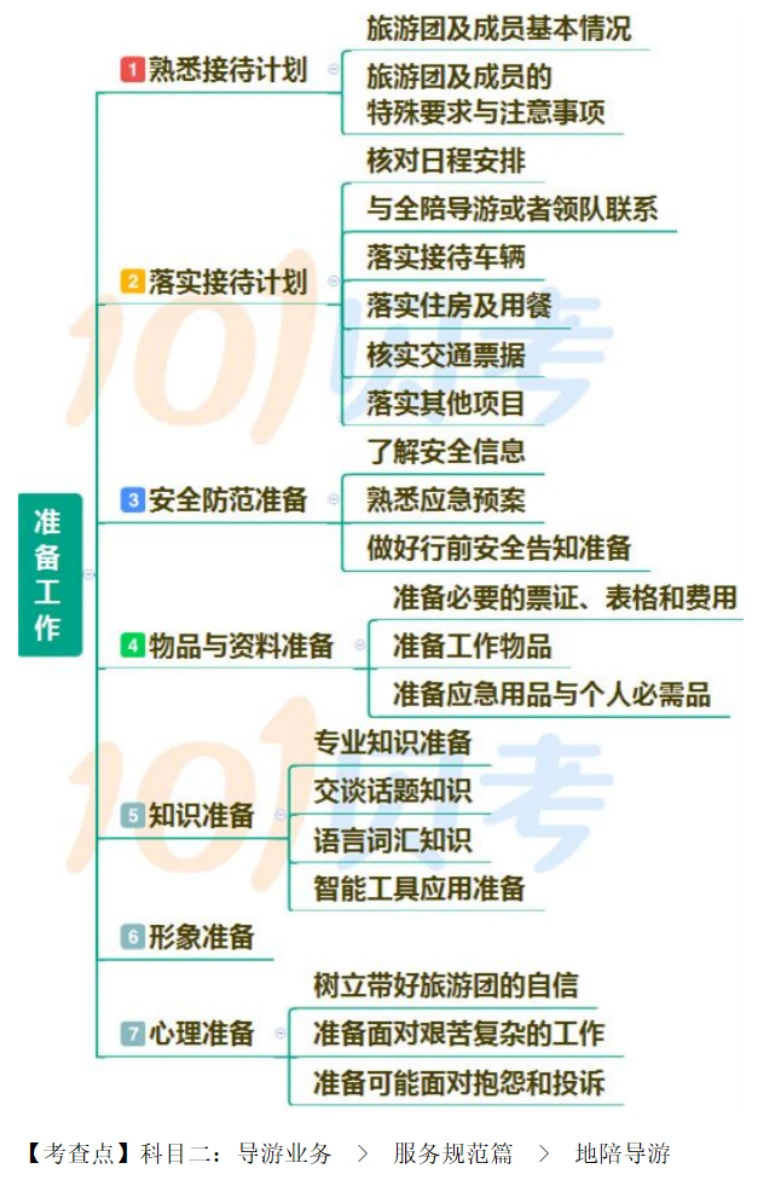 旅游团及成员基本情况
1 熟悉接待计划
旅游团及成员的
特殊要求与注意事项
核对日程安排
与全陪导游或者领队联系
落实接待车辆
2 落实接待计划
落实住房及用餐
核实交通票据
落实其他项目
了解安全信息
3 安全防范准备
熟悉应急预案
做好行前安全告知准备
准备必要的票证、表格和费用
4 物品与资料准备
准备工作物品
准备应急用品与个人必需品
准备工作
专业知识准备
交谈话题知识
5 知识准备
语言词汇知识
智能工具应用准备
6 形象准备
树立带好旅游团的自信
7 心理准备
准备面对艰苦复杂的工作
准备可能面对抱怨和投诉
101网考
101网考
【考查点】科目二：导游业务 > 服务规范篇 > 地陪导游